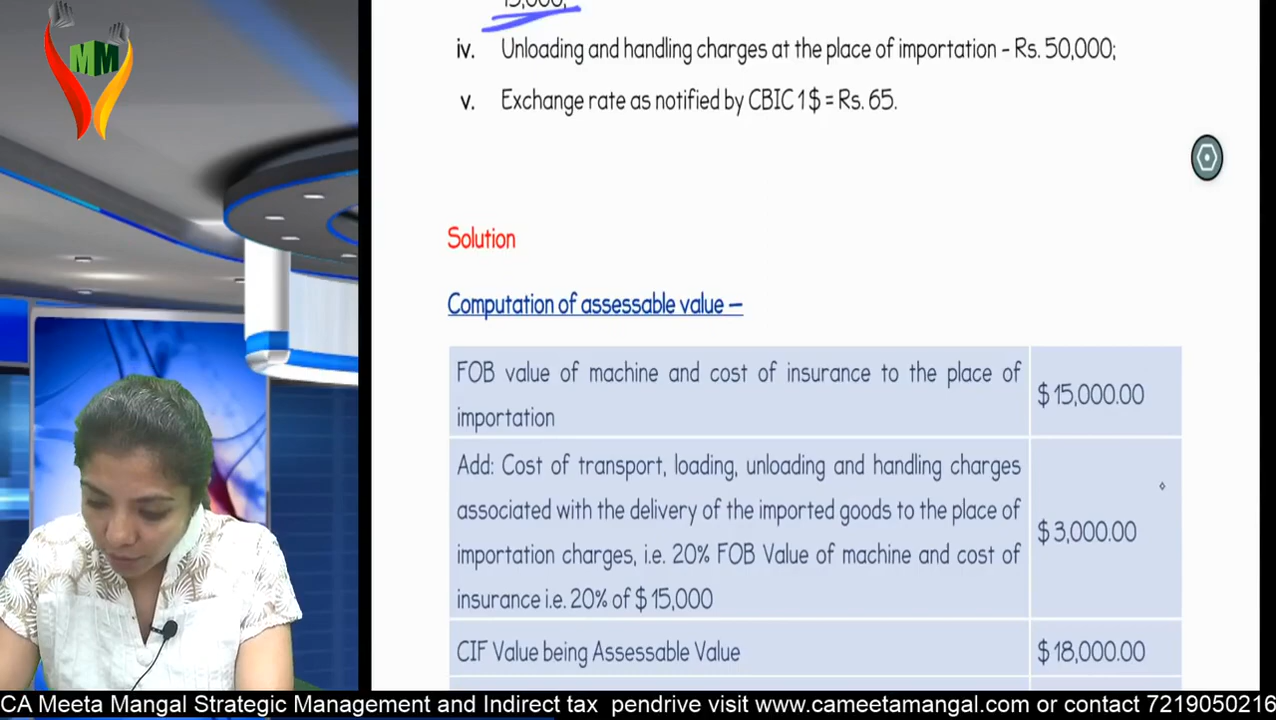 15,000;
iv. Unloading and handling charges at the place of importation - Rs. 50,000;
v. Exchange rate as notified by CBIC 1 $ = Rs. 65.
MM
Solution
Computation of assessable value –
FOB value of machine and cost of insurance to the place of
importation
$ 15,000.00
Add: Cost of transport, loading, unloading and handling charges
associated with the delivery of the imported goods to the place of
importation charges, i.e. 20% FOB Value of machine and cost of
insurance i.e. 20% of $ 15,000
$ 3,000.00
CIF Value being Assessable Value
$ 18,000.00
CA Meeta Mangal Strategic Management and Indirect tax pendrive visit www.cameetamangal.com or contact 7219050216